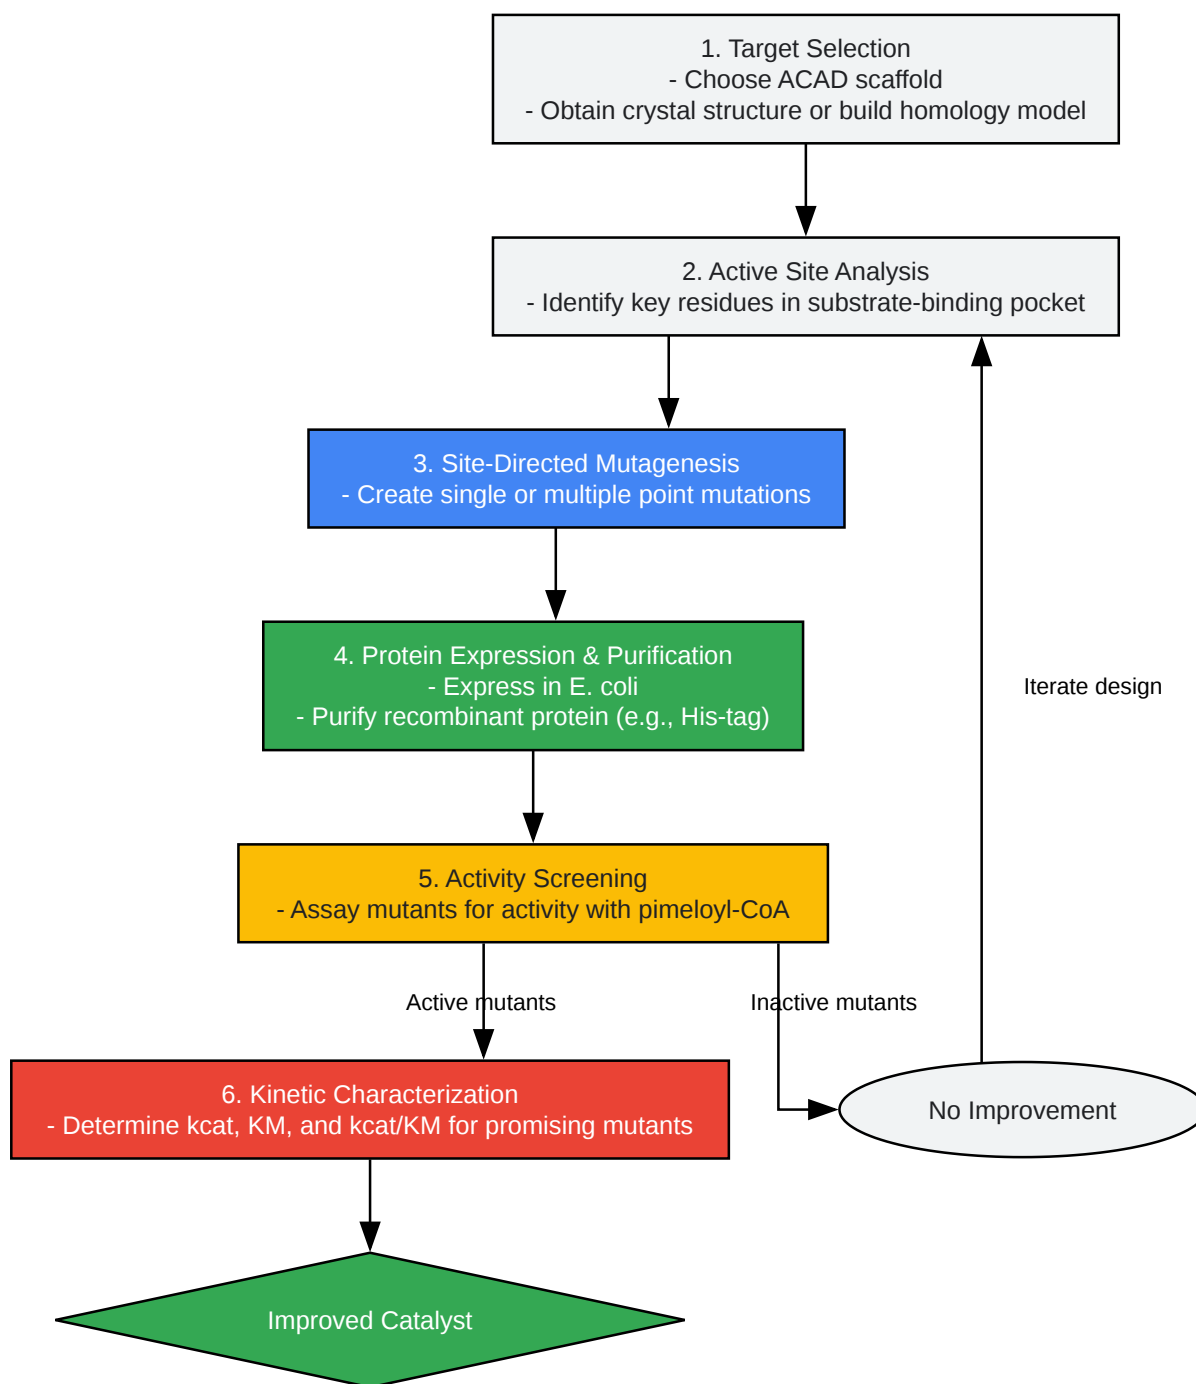 1. Target Selection
- Choose ACAD scaffold
- Obtain crystal structure or build homology model
2. Active Site Analysis
- Identify key residues in substrate-binding pocket
3. Site-Directed Mutagenesis
- Create single or multiple point mutations
4. Protein Expression & Purification
- Express in E. coli
- Purify recombinant protein (e.g., His-tag)
Iterate design
5. Activity Screening
- Assay mutants for activity with pimeloyl-CoA
Active mutants
Inactive mutants
6. Kinetic Characterization
- Determine kcat, KM, and kcat/KM for promising mutants
No Improvement
Improved Catalyst